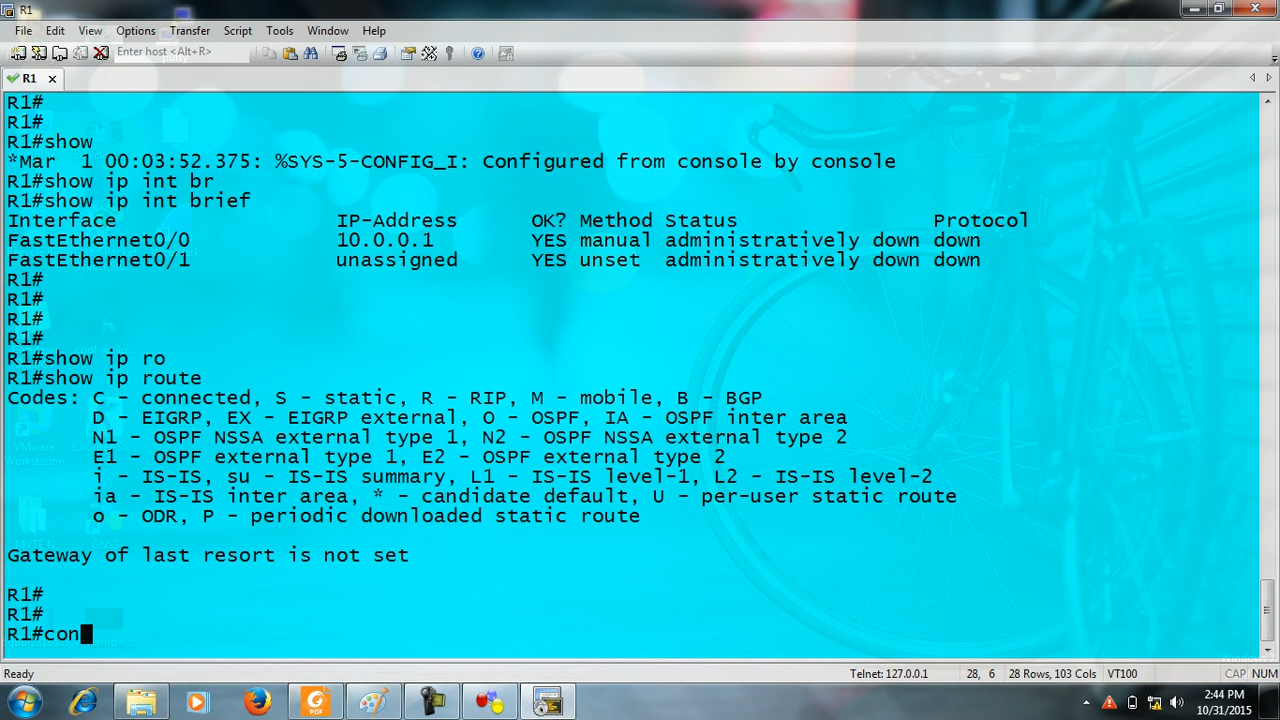 R1
File Edit View Options Transfer Script Tools Window Help
Enter host <Alt+R>
R1
R1#
R1#
R1#show
*Mar  1 00:03:52.375: %SYS-5-CONFIG_I: Configured from console by console
R1#show ip int br
R1#show ip int brief
Interface                  IP-Address      OK? Method Status                Protocol
FastEthernet0/0            10.0.0.1        YES manual administratively down down
FastEthernet0/1            unassigned      YES unset  administratively down down
R1#
R1#
R1#
R1#
R1#show ip ro
R1#show ip route
Codes: C - connected, S - static, R - RIP, M - mobile, B - BGP
       D - EIGRP, EX - EIGRP external, O - OSPF, IA - OSPF inter area
       N1 - OSPF NSSA external type 1, N2 - OSPF NSSA external type 2
       E1 - OSPF external type 1, E2 - OSPF external type 2
       i - IS-IS, su - IS-IS summary, L1 - IS-IS level-1, L2 - IS-IS level-2
       ia - IS-IS inter area, * - candidate default, U - per-user static route
       o - ODR, P - periodic downloaded static route
Gateway of last resort is not set
R1#
R1#
R1#con
VMware
Workstation
GNS3
Ready Telnet: 127.0.0.1 28, 6 28 Rows, 103 Cols VT100 CAP NUM
PDF
2:44 PM
10/31/2015